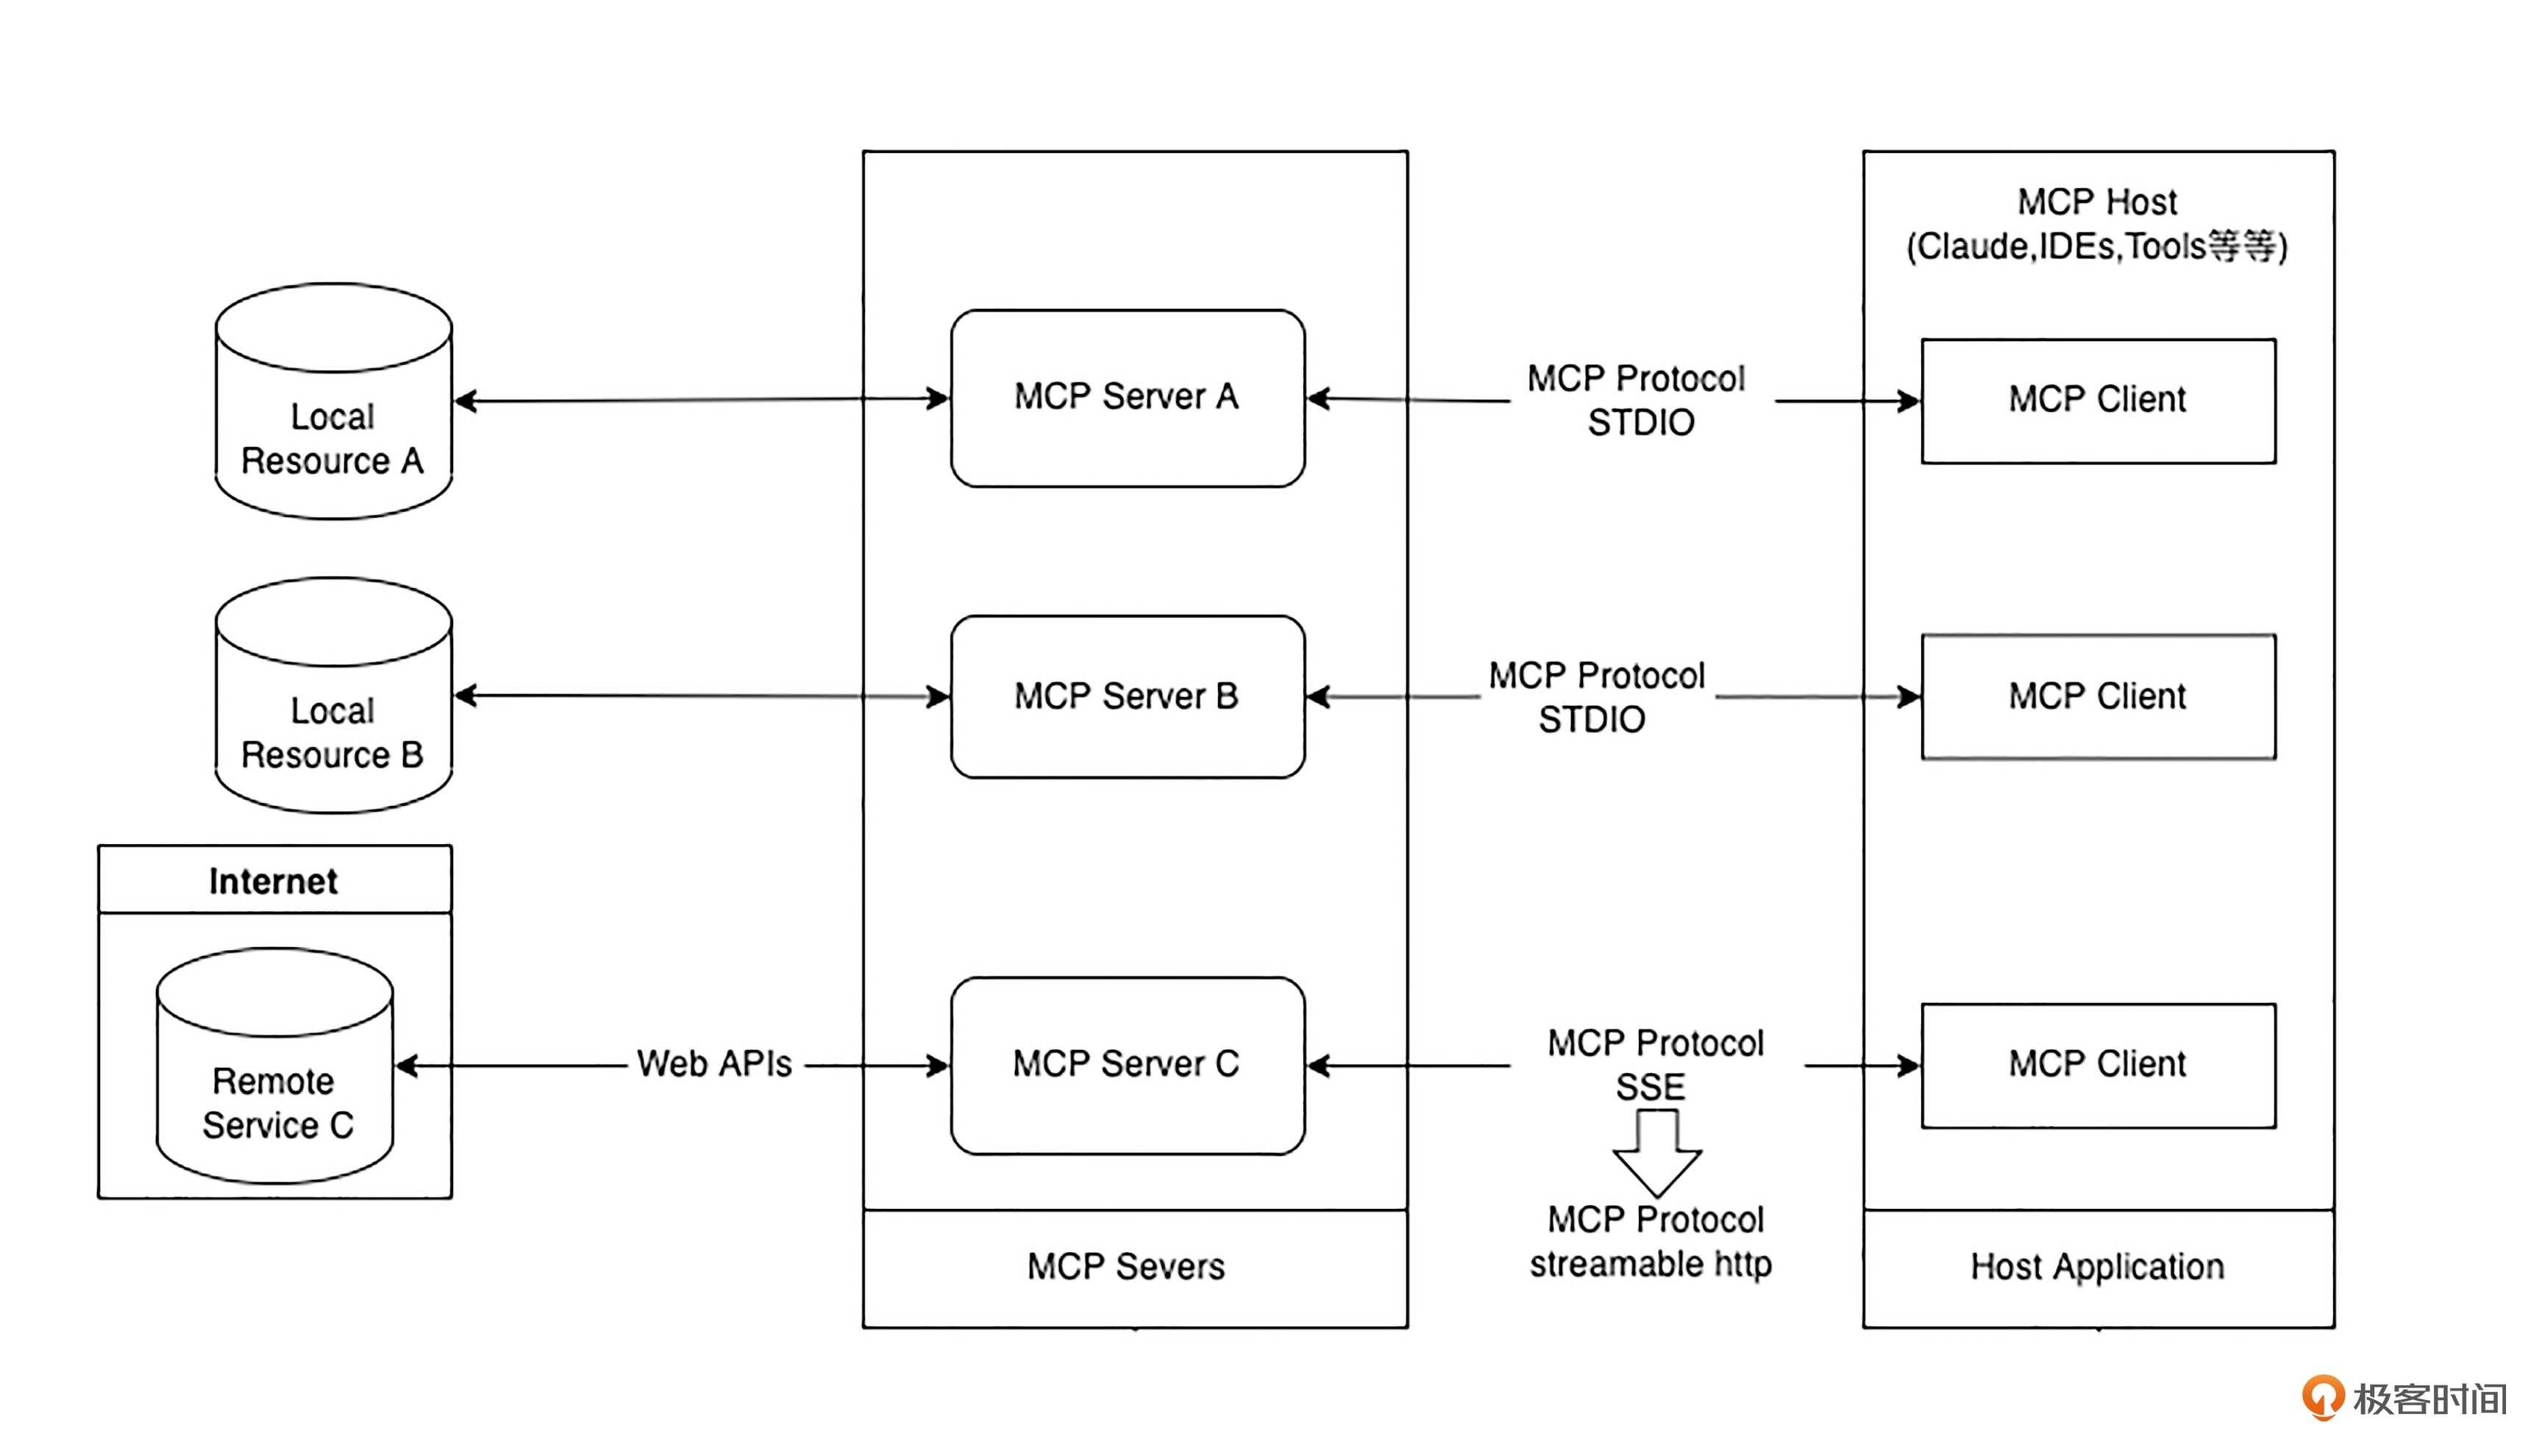 MCP Host
(Claude,IDEs,Tools等等)
Local
Resource A
MCP Server A
MCP Protocol
STDIO
MCP Client
Local
Resource B
MCP Server B
MCP Protocol
STDIO
MCP Client
Internet
Remote
Service C
Web APIs
MCP Server C
MCP Protocol
SSE
MCP Client
MCP Protocol
streamable http
MCP Severs
Host Application
极客时间